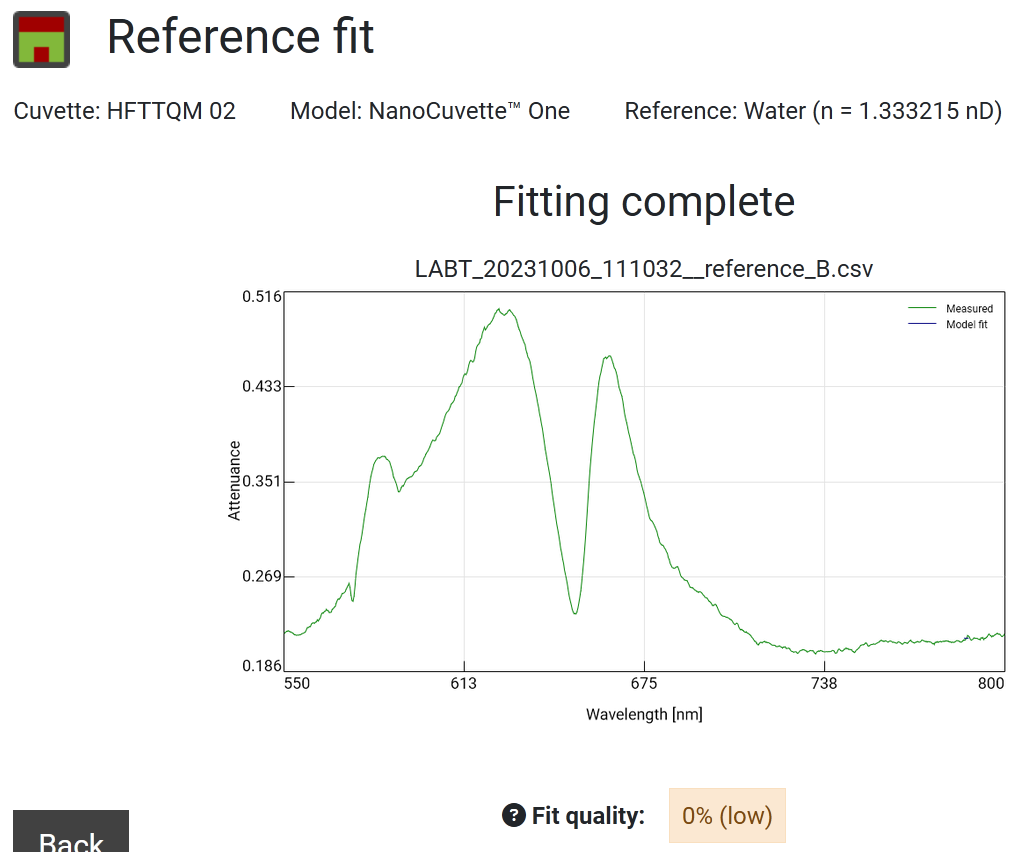 Reference fit
Cuvette: HFTTQM 02 Model: NanoCuvette™ One Reference: Water (n = 1.333215 nD)
Fitting complete
LABT_20231006_111032__reference_B.csv
0.516
Measured
Model fit
0.433
Attenuance
0.351
0.269
0.186
550 613 675 738 800
Wavelength [nm]
? Fit quality: 0% (low)
Back